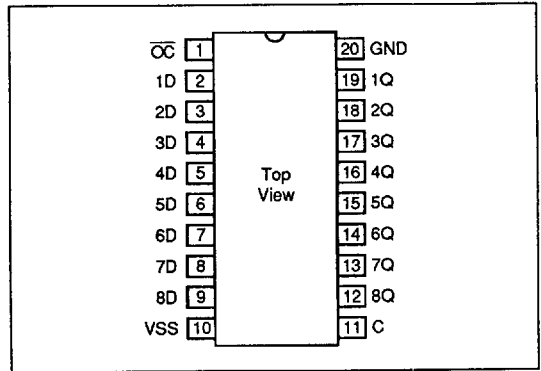 OC 1 20 GND
1D 2 19 1Q
2D 3 18 2Q
3D 4 17 3Q
4D 5 16 4Q
5D 6 15 5Q
6D 7 14 6Q
7D 8 13 7Q
8D 9 12 8Q
VSS 10 11 C
Top
View